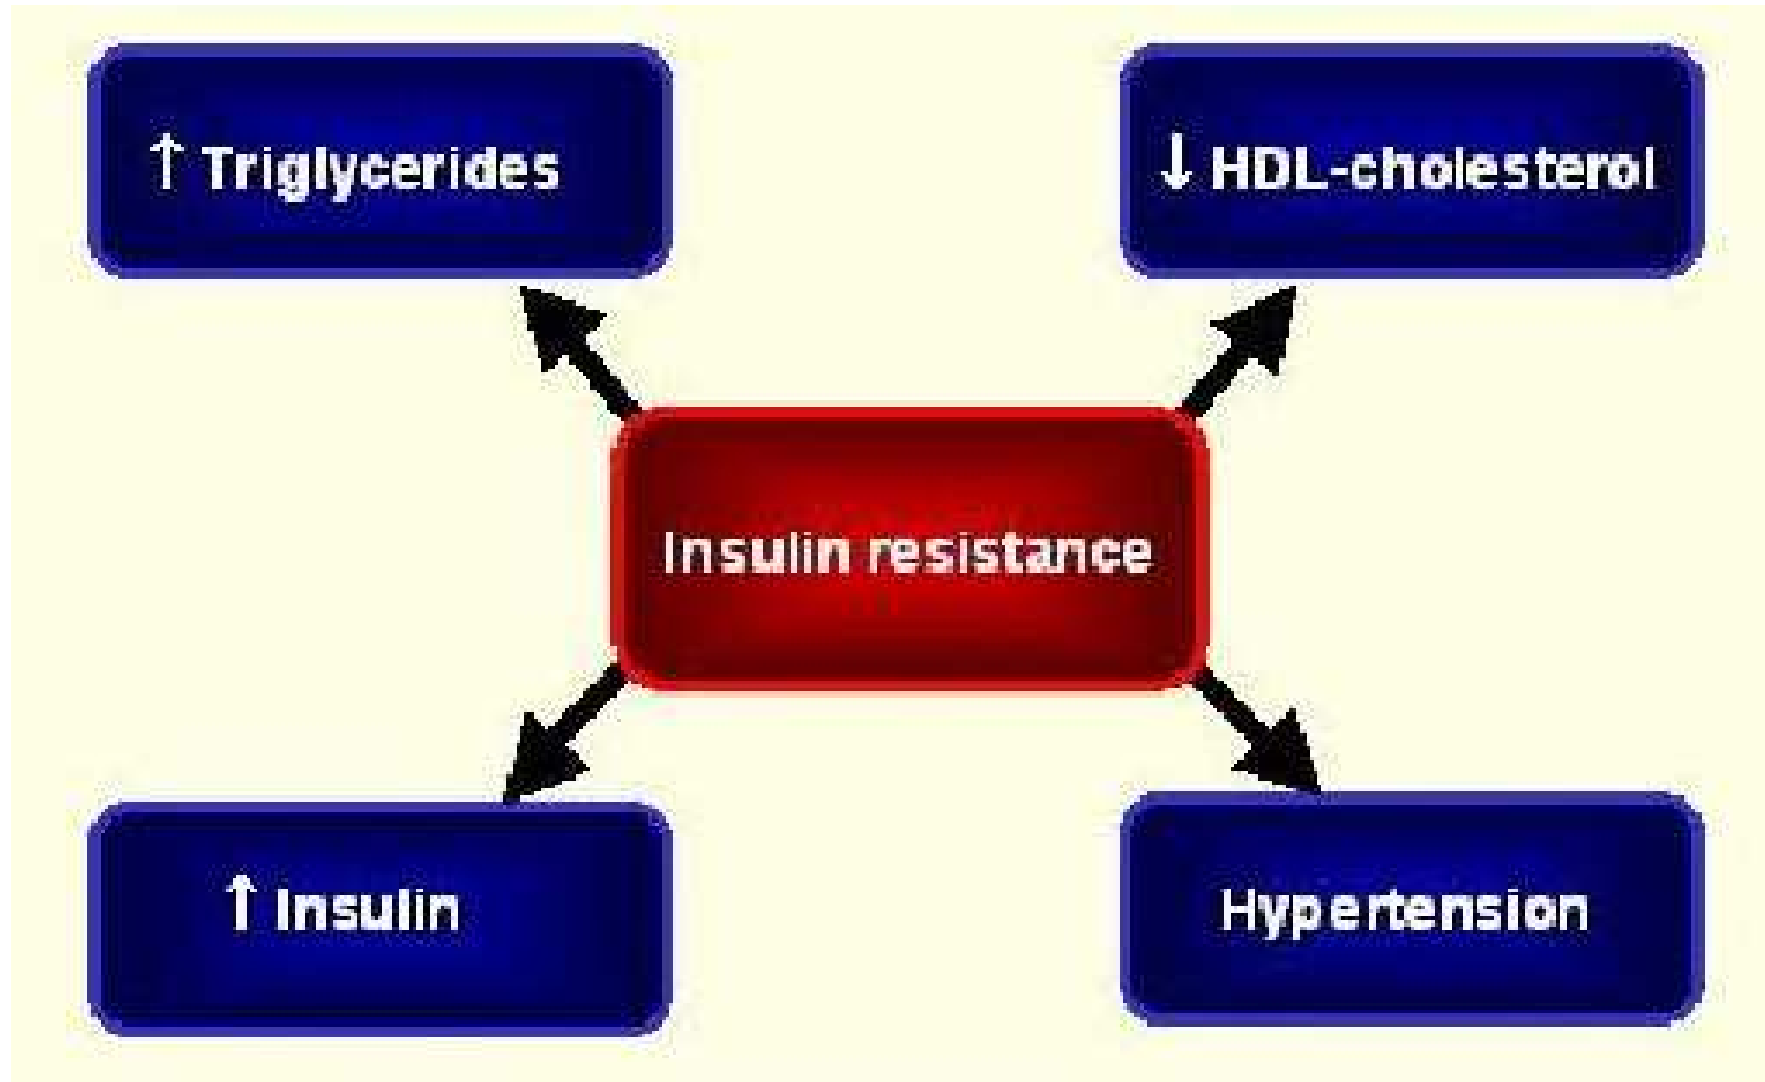 ↑ Triglycerides
↓ HDL-cholesterol
Insulin resistance
↑ Insulin
Hypertension